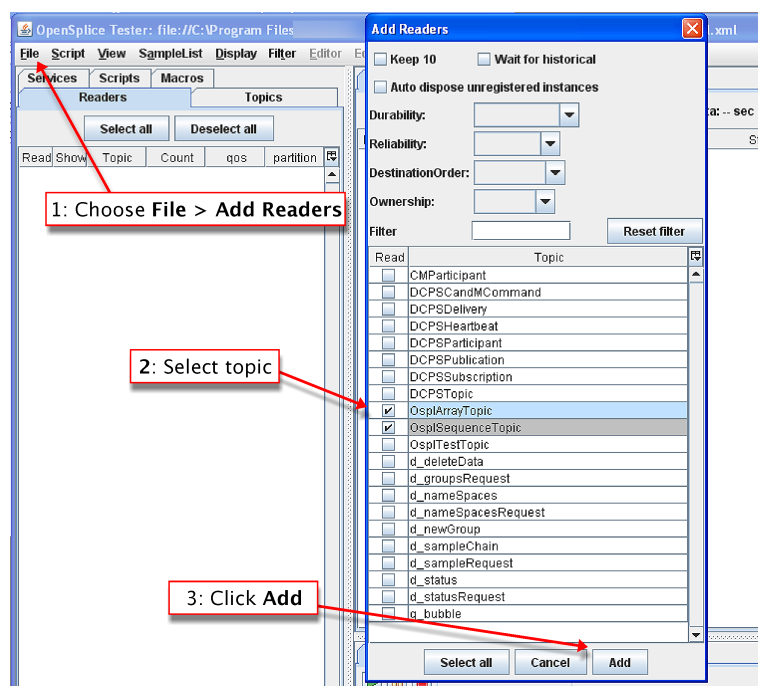 OpenSplice Tester: file://C:\Program Files
File Script View SampleList Display Filter Editor
Services Scripts Macros
Readers Topics
Select all Deselect all
Read Show Topic Count qos partition
1: Choose File > Add Readers
2: Select topic
3: Click Add
Add Readers
Keep 10 Wait for historical
Auto dispose unregistered instances
Durability:
Reliability:
DestinationOrder:
Ownership:
Filter Reset filter
Read Topic
CMParticipant
DCPSCandMCommand
DCPSDelivery
DCPSHeartbeat
DCPSParticipant
DCPSPublication
DCPSSubscription
DCPSTopic
OsplArrayTopic
OsplSequenceTopic
OsplTestTopic
d_deleteData
d_groupsRequest
d_nameSpaces
d_nameSpacesRequest
d_newGroup
d_sampleChain
d_sampleRequest
d_status
d_statusRequest
q_bubble
Select all Cancel Add
.xml
a: -- sec